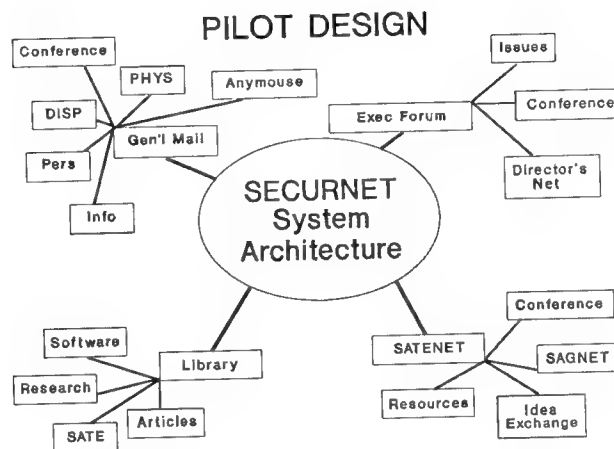 PILOT DESIGN
Conference
PHYS
Anymouse
DISP
Gen'l Mail
Pers
Info
Issues
Exec Forum
Conference
Director's
Net
SECURNET
System
Architecture
Software
Library
Research
SATE
Articles
Conference
SATENET
SAGNET
Resources
Idea
Exchange